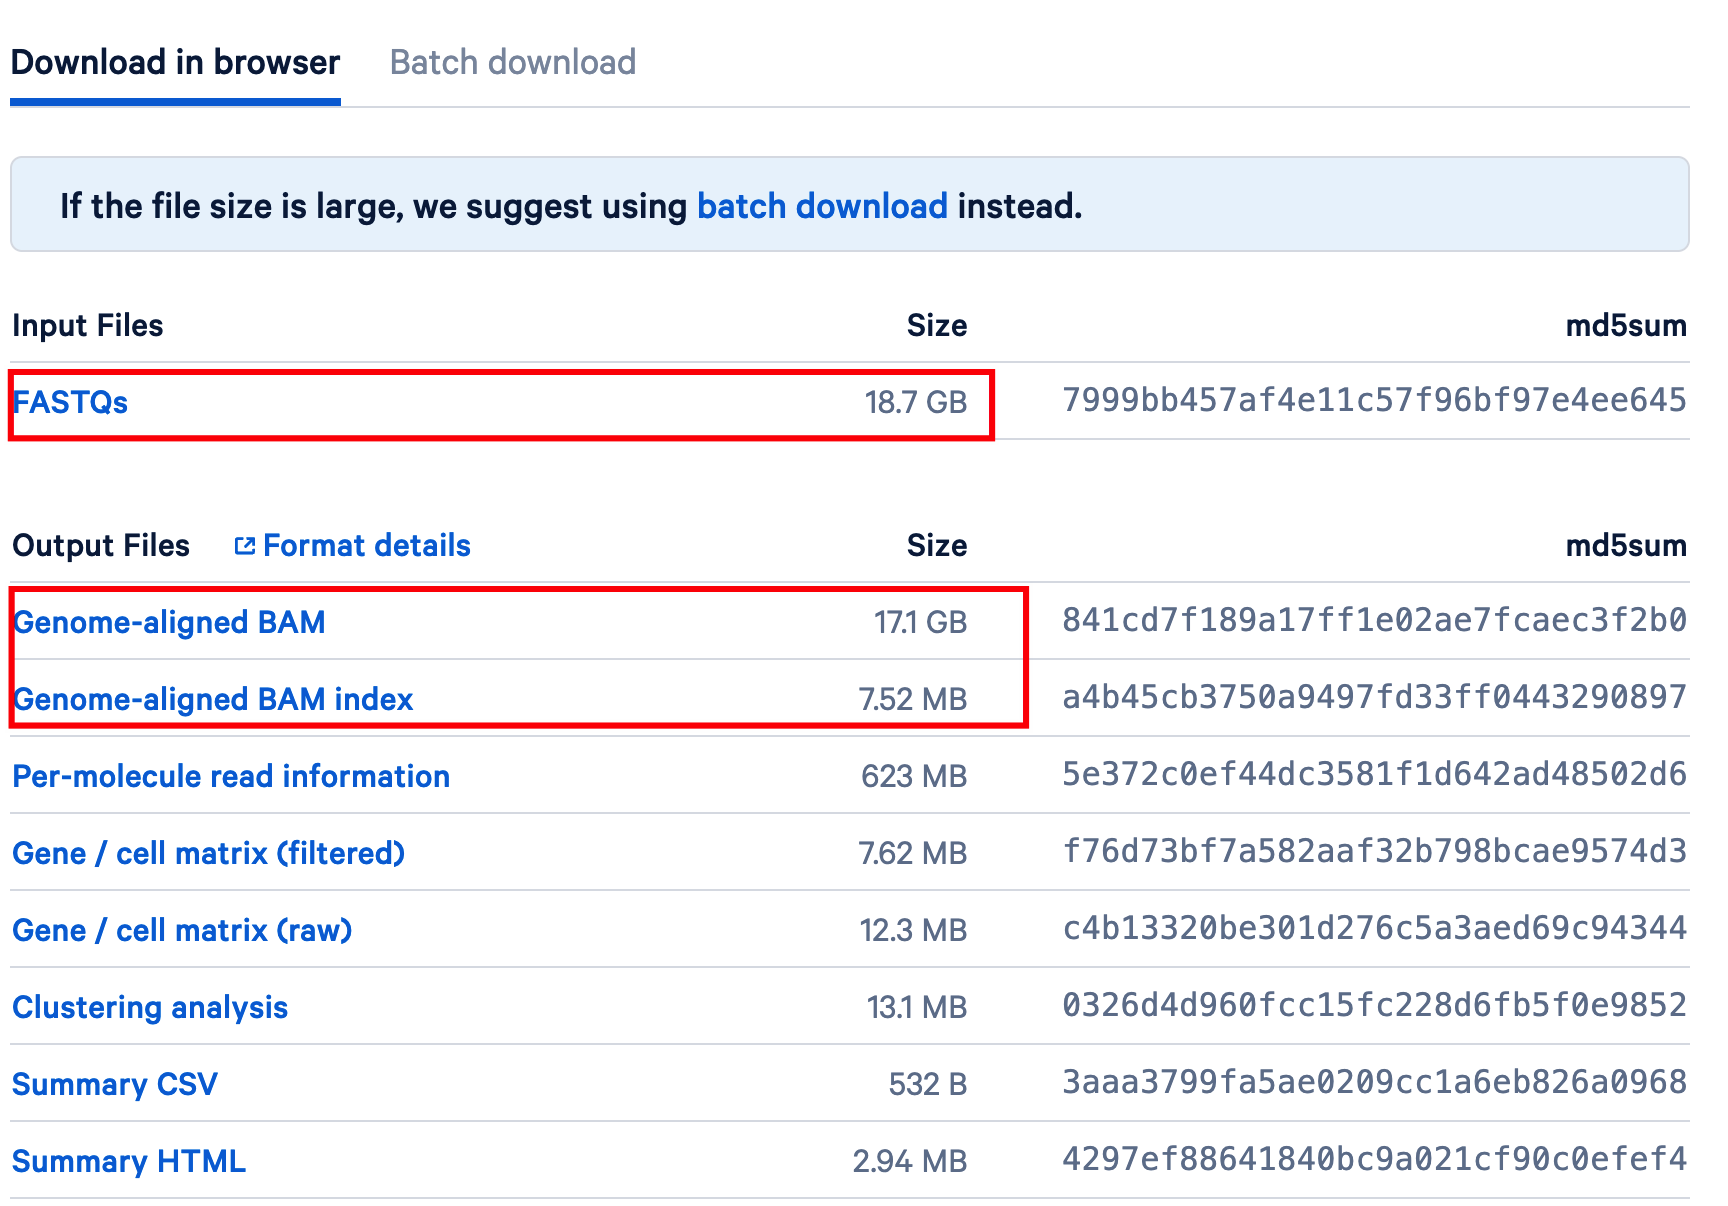 Download in browser Batch download
If the file size is large, we suggest using batch download instead.
Input Files Size md5sum
FASTQs 18.7 GB 7999bb457af4e11c57f96bf97e4ee645
Output Files Format details Size md5sum
Genome-aligned BAM 17.1 GB 841cd7f189a17ff1e02ae7fcaec3f2b0
Genome-aligned BAM index 7.52 MB a4b45cb3750a9497fd33ff0443290897
Per-molecule read information 623 MB 5e372c0ef44dc3581f1d642ad48502d6
Gene / cell matrix (filtered) 7.62 MB f76d73bf7a582aaf32b798bcae9574d3
Gene / cell matrix (raw) 12.3 MB c4b13320be301d276c5a3aed69c94344
Clustering analysis 13.1 MB 0326d4d960fcc15fc228d6fb5f0e9852
Summary CSV 532 B 3aaa3799fa5ae0209cc1a6eb826a0968
Summary HTML 2.94 MB 4297ef88641840bc9a021cf90c0efef4